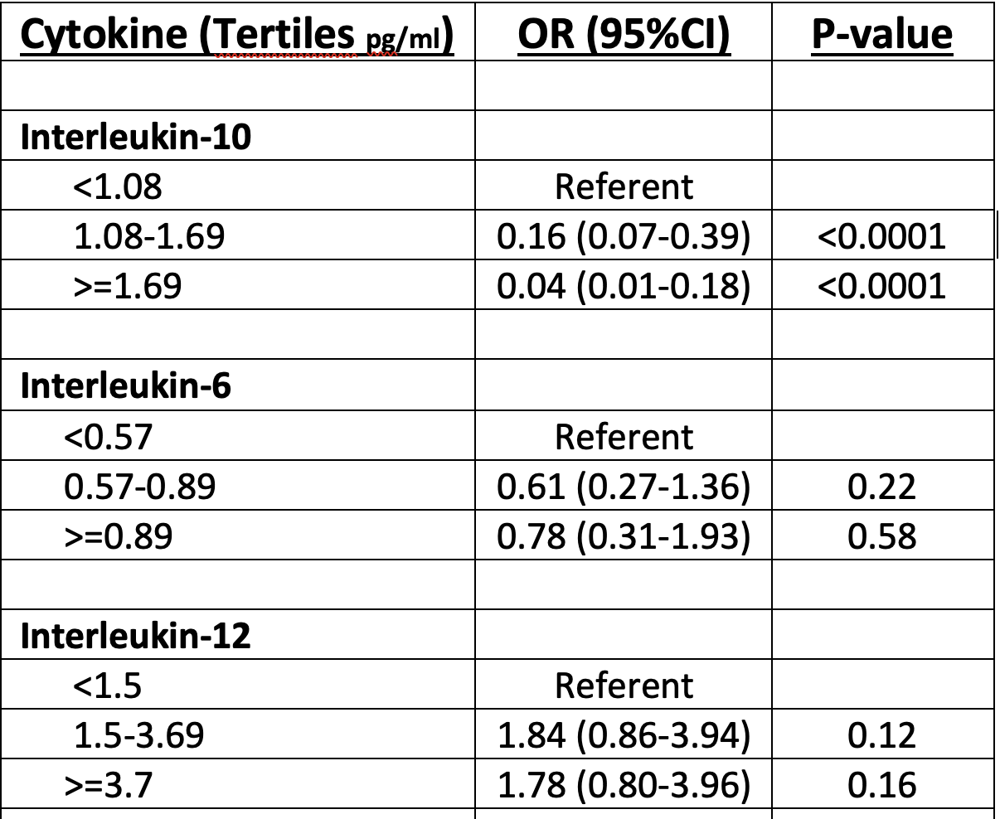 Cytokine (Tertiles pg/ml) OR (95%CI) P-value
Interleukin-10
<1.08 Referent
1.08-1.69 0.16 (0.07-0.39) <0.0001
>=1.69 0.04 (0.01-0.18) <0.0001
Interleukin-6
<0.57 Referent
0.57-0.89 0.61 (0.27-1.36) 0.22
>=0.89 0.78 (0.31-1.93) 0.58
Interleukin-12
<1.5 Referent
1.5-3.69 1.84 (0.86-3.94) 0.12
>=3.7 1.78 (0.80-3.96) 0.16